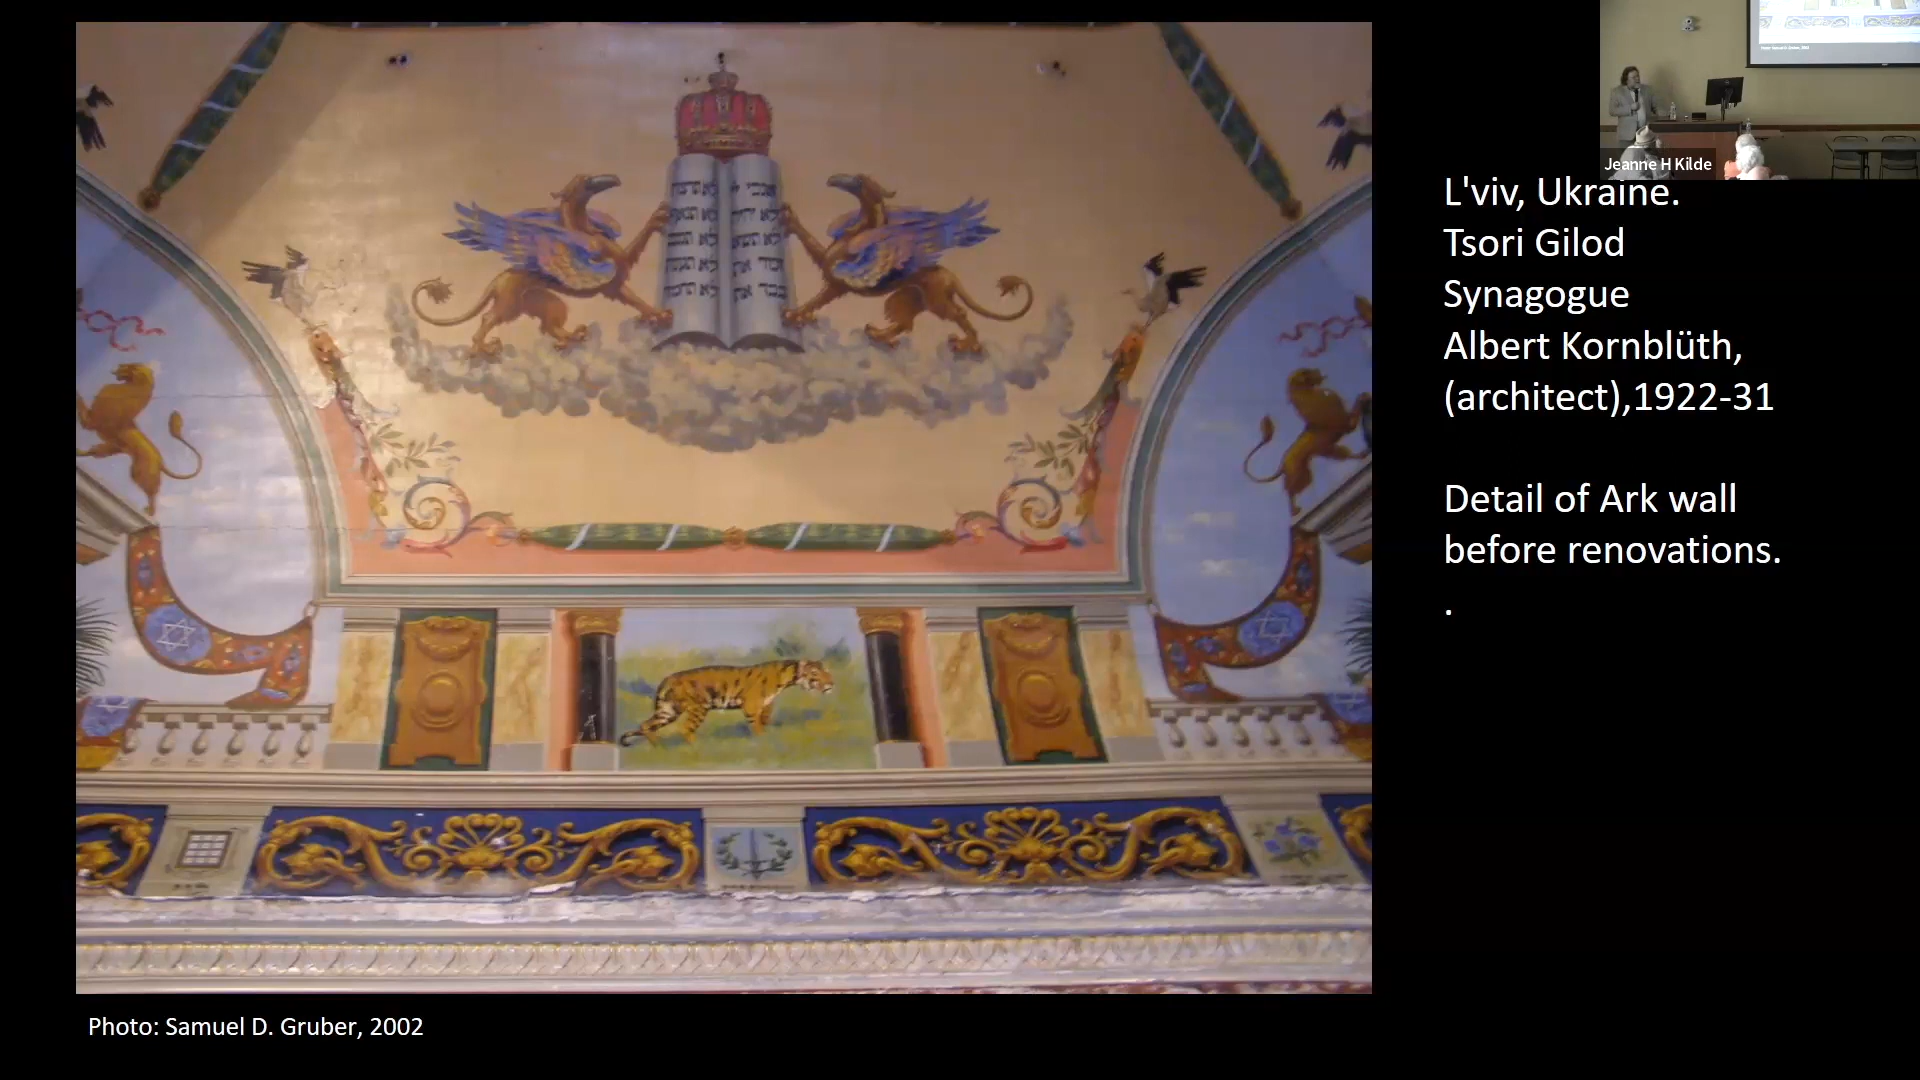 Jeanne H Kilde
L'viv, Ukraine.
Tsori Gilod
Synagogue
Albert Kornblüth,
(architect),1922-31
Detail of Ark wall
before renovations.
.
Photo: Samuel D. Gruber, 2002